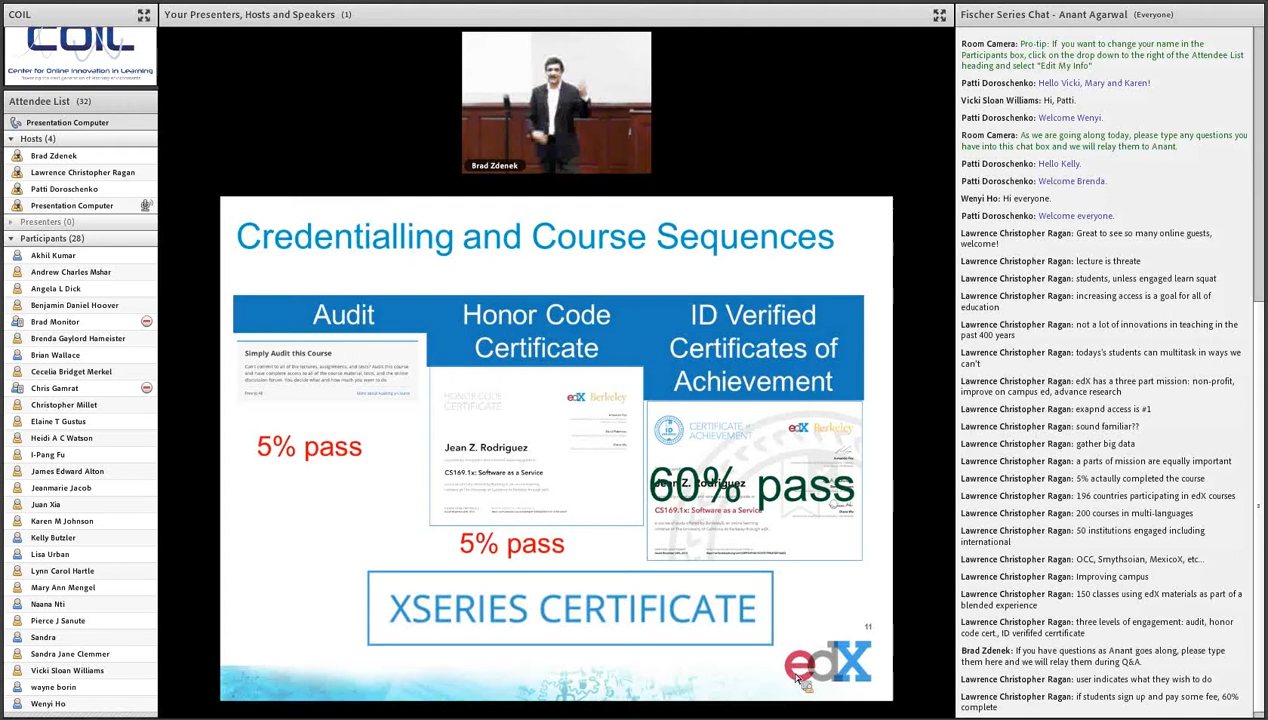 COIL
COIL
Center for Online Innovation in Learning
Attendee List (32)
Presentation Computer
Hosts (4)
Brad Zdenek
Lawrence Christopher Ragan
Patti Doroschenko
Presentation Computer
Presenters (0)
Participants (28)
Akhil Kumar
Andrew Charles Mshar
Angela L Dick
Benjamin Daniel Hoover
Brad Monitor
Brenda Gaylord Hameister
Brian Wallace
Cecelia Bridget Merkel
Chris Gamrat
Christopher Millet
Elaine T Gustus
Heidi A C Watson
I-Pang Fu
James Edward Alton
Jeanmarie Jacob
Juan Xia
Karen M Johnson
Kelly Butzler
Lisa Urban
Lynn Carol Hartle
Mary Ann Mengel
Naana Nti
Pierce J Sanute
Sandra
Sandra Jane Clemmer
Vicki Sloan Williams
wayne borin
Wenyi Ho
Your Presenters, Hosts and Speakers (1)
Brad Zdenek
Credentialling and Course Sequences
Audit
Simply Audit this Course
5% pass
Honor Code
Certificate
HONOR CODE
CERTIFICATE
edX Berkeley
Jean Z. Rodriguez
CS169.1x: Software as a Service
5% pass
ID Verified
Certificates of
Achievement
ID
CERTIFICATE of
ACHIEVEMENT
edX Berkeley
Jean Z. Rodriguez
60% pass
CS169.1x: Software as a Service
XSERIES CERTIFICATE
11
edX
Fischer Series Chat - Anant Agarwal (Everyone)
Room Camera: Pro-tip: If you want to change your name in the
Participants box, click on the drop down to the right of the Attendee List
heading and select "Edit My Info"
Patti Doroschenko: Hello Vicki, Mary and Karen!
Vicki Sloan Williams: Hi, Patti.
Patti Doroschenko: Welcome Wenyi.
Room Camera: As we are going along today, please type any questions you
have into this chat box and we will relay them to Anant.
Patti Doroschenko: Hello Kelly.
Patti Doroschenko: Welcome Brenda.
Wenyi Ho: Hi everyone.
Patti Doroschenko: Welcome everyone.
Lawrence Christopher Ragan: Great to see so many online guests,
welcome!
Lawrence Christopher Ragan: lecture is threate
Lawrence Christopher Ragan: students, unless engaged learn squat
Lawrence Christopher Ragan: increasing access is a goal for all of
education
Lawrence Christopher Ragan: not a lot of innovations in teaching in the
past 400 years
Lawrence Christopher Ragan: todays's students can multitask in ways we
can't
Lawrence Christopher Ragan: edX has a three part mission: non-profit,
improve on campus ed, advance research
Lawrence Christopher Ragan: exapnd access is #1
Lawrence Christopher Ragan: sound familiar??
Lawrence Christopher Ragan: gather big data
Lawrence Christopher Ragan: a parts of mission are equally important
Lawrence Christopher Ragan: 5% actually completed the course
Lawrence Christopher Ragan: 196 countries participating in edX courses
Lawrence Christopher Ragan: 200 courses in multi-languages
Lawrence Christopher Ragan: 50 institutions engaged including
international
Lawrence Christopher Ragan: OCC, Smythsoian, MexicoX, etc...
Lawrence Christopher Ragan: Improving campus
Lawrence Christopher Ragan: 150 classes using edX materials as part of a
blended experience
Lawrence Christopher Ragan: three levels of engagement: audit, honor
code cert., ID verififed certificate
Brad Zdenek: If you have questions as Anant goes along, please type
them here and we will relay them during Q&A.
Lawrence Christopher Ragan: user indicates what they wish to do
Lawrence Christopher Ragan: if students sign up and pay some fee, 60%
complete